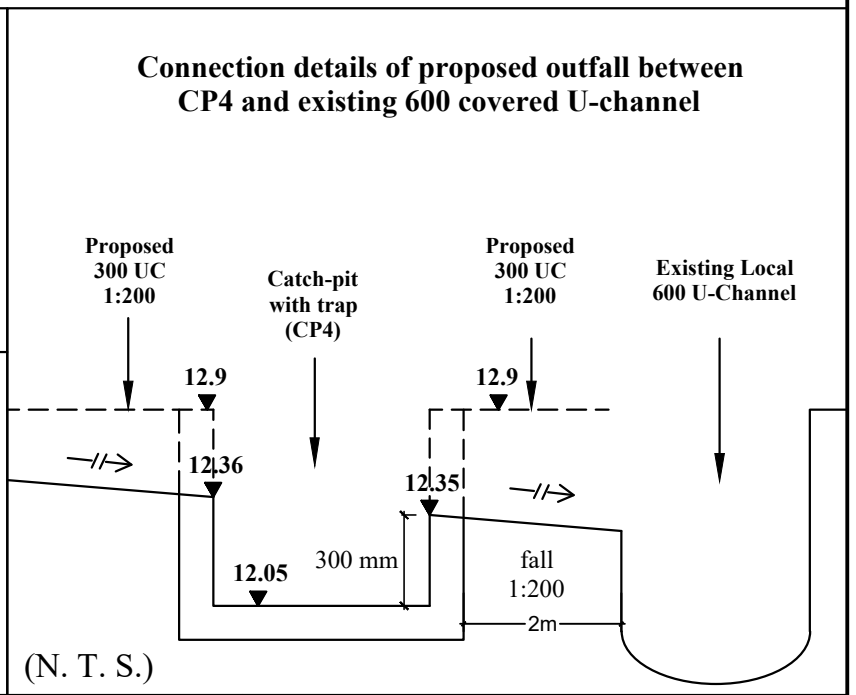 Connection details of proposed outfall between
CP4 and existing 600 covered U-channel
Proposed
300 UC
1:200
Catch-pit
with trap
(CP4)
Proposed
300 UC
1:200
Existing Local
600 U-Channel
12.9
12.9
12.36
12.35
12.05
300 mm
fall
1:200
2m
(N. T. S.)